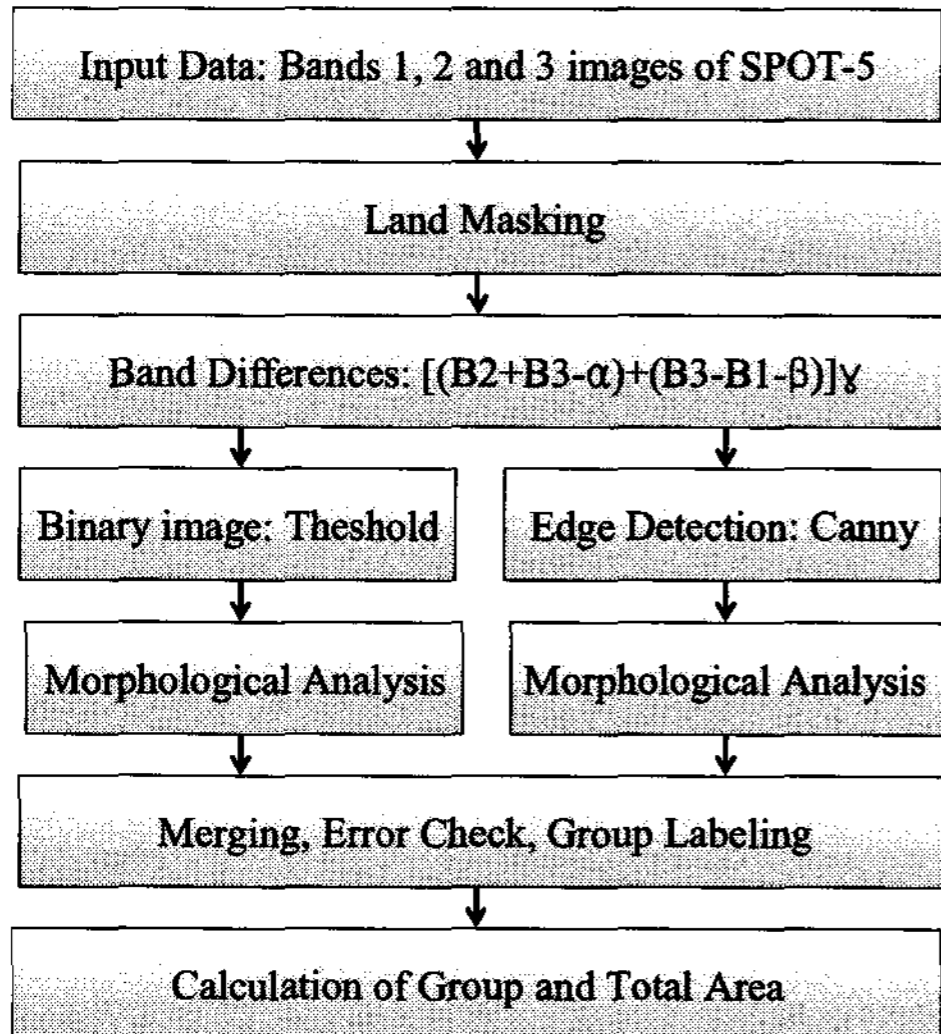 Input Data: Bands 1, 2 and 3 images of SPOT-5
Land Masking
Band Differences: [(B2+B3-α)+(B3-B1-β)]γ
Binary image: Theshold
Edge Detection: Canny
Morphological Analysis
Morphological Analysis
Merging, Error Check, Group Labeling
Calculation of Group and Total Area